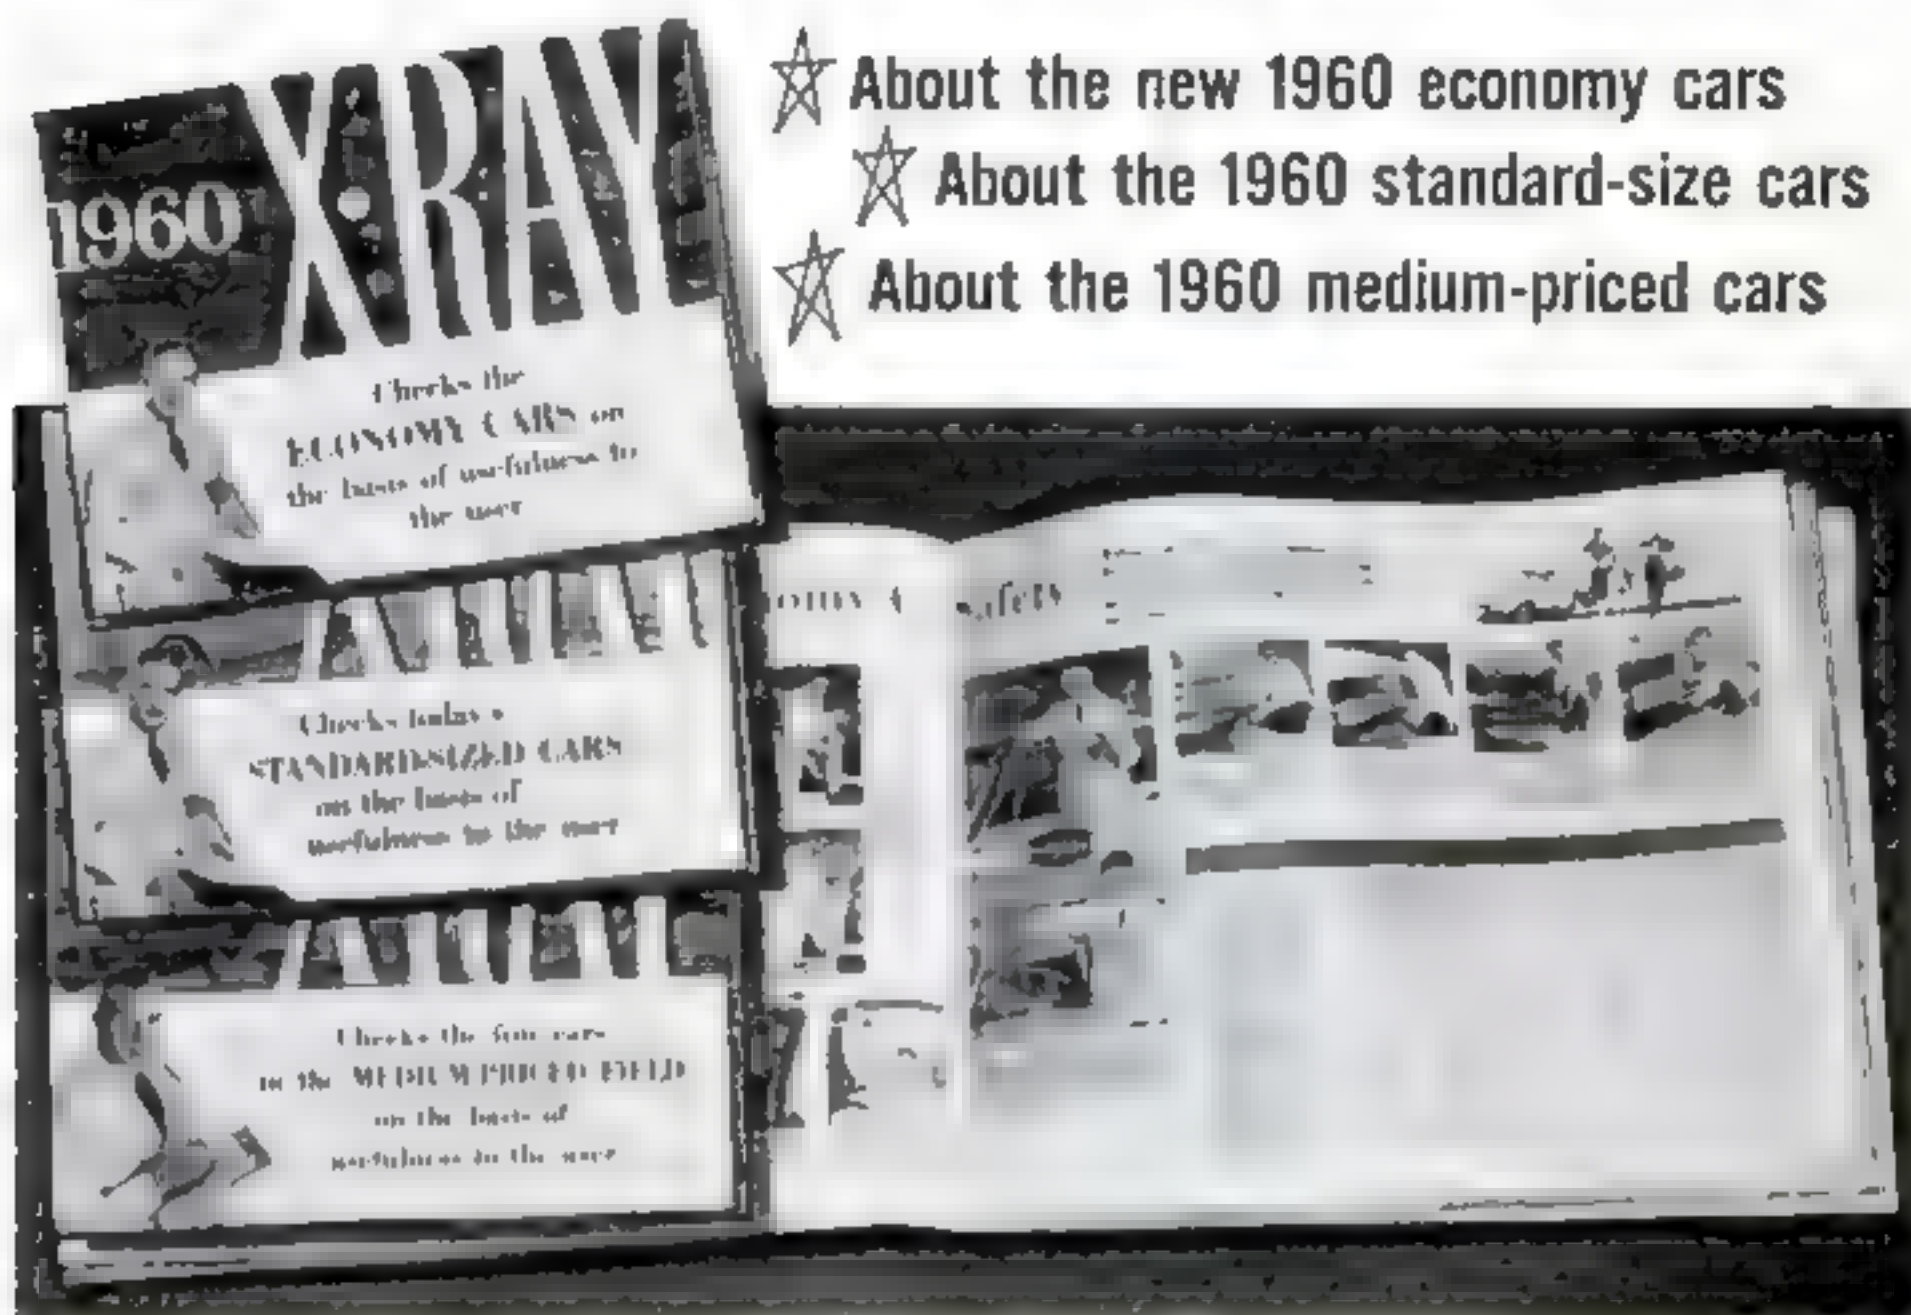 About the new 1960 economy cars
About the 1960 standard-size cars
About the 1960 medium-priced cars
1960
X-RAY
Checks the
ECONOMY CARS on
the basis of usefulness to
the user
Checks today's
STANDARD-SIZED CARS
on the basis of
usefulness to the user
Checks the four cars
in the MEDIUM PRICED FIELD
on the basis of
usefulness to the user
Safety